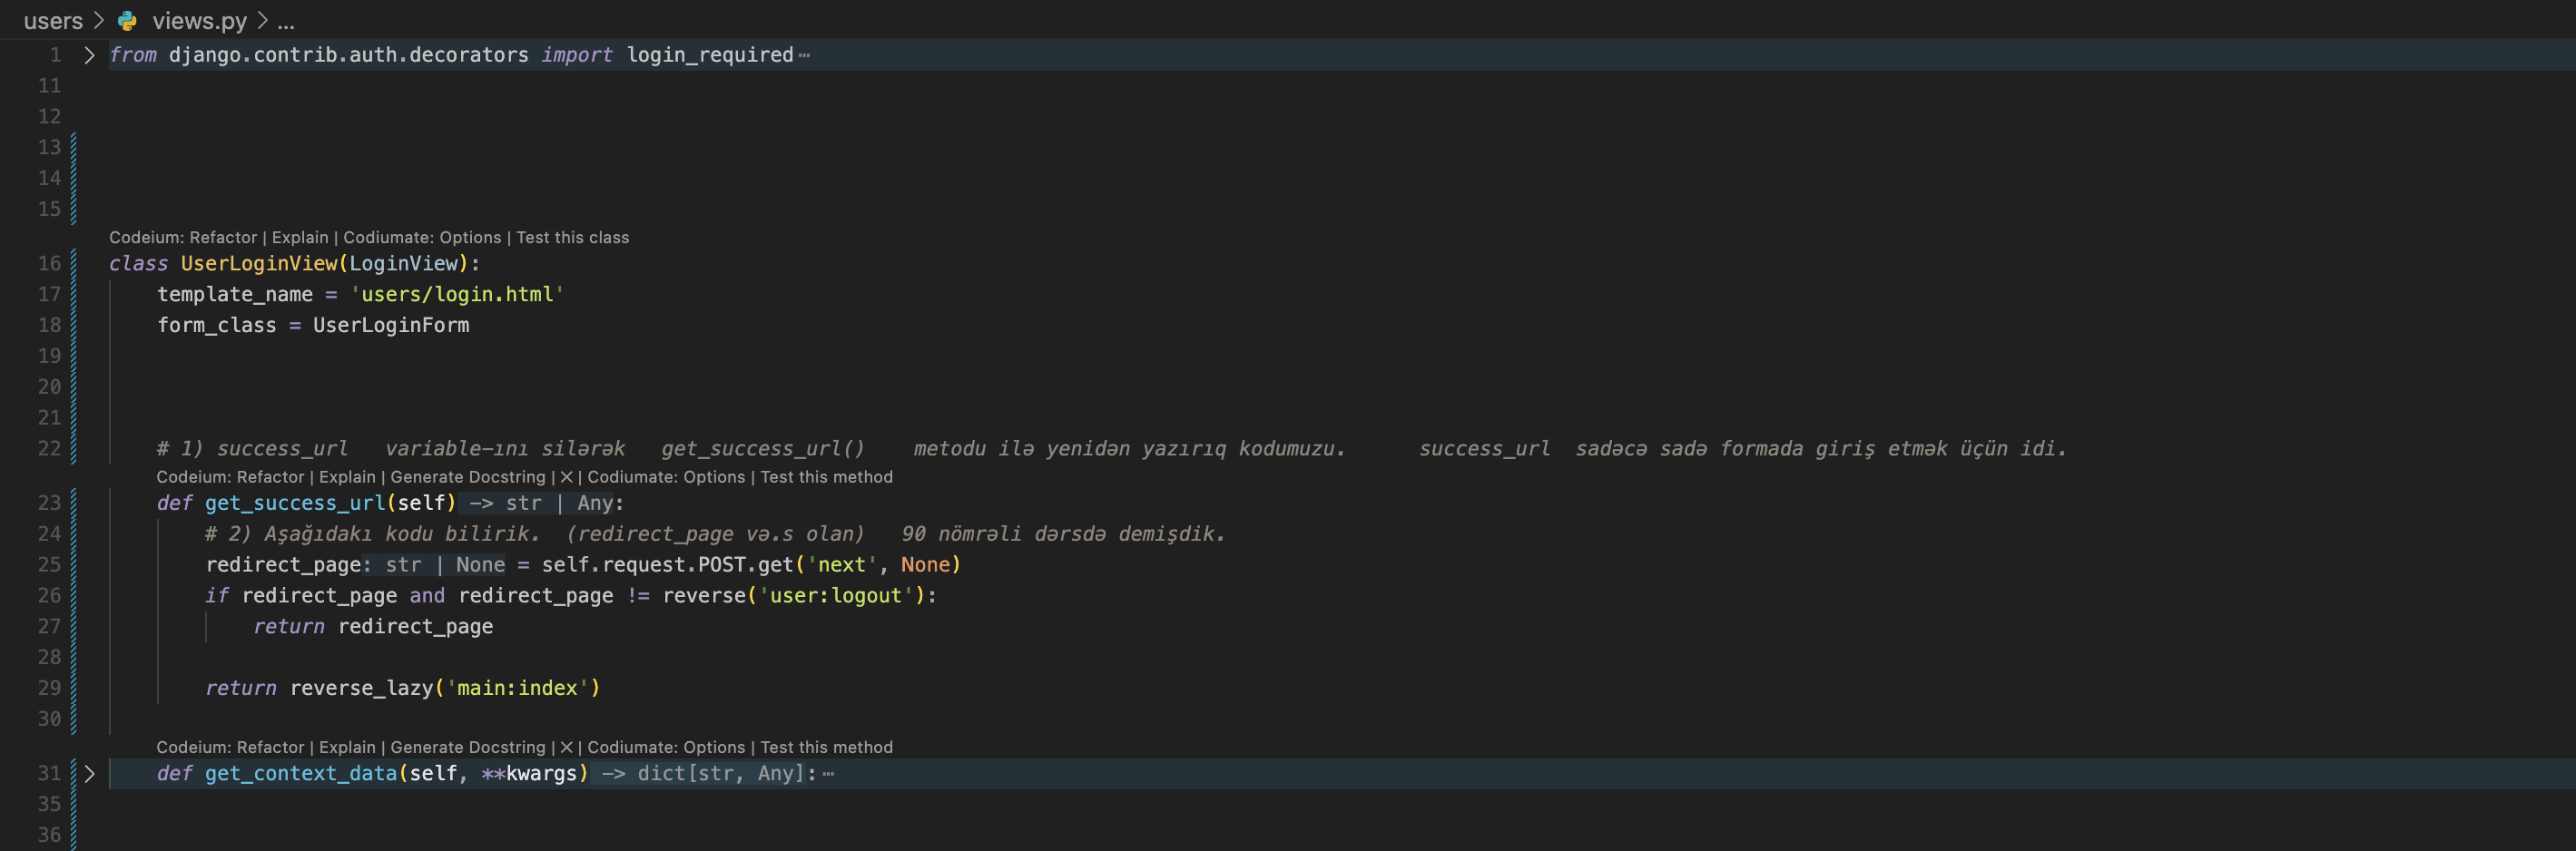 users > views.py > ...
1 from django.contrib.auth.decorators import login_required ⋯
11
12
13
14
15
Codeium: Refactor | Explain | Codiumate: Options | Test this class
16 class UserLoginView(LoginView):
17     template_name = 'users/login.html'
18     form_class = UserLoginForm
19
20
21
22     # 1) success_url   variable-ını silərək   get_success_url()    metodu ilə yenidən yazırıq kodumuzu.      success_url  sadəcə sadə formada giriş etmək üçün idi.
Codeium: Refactor | Explain | Generate Docstring | X | Codiumate: Options | Test this method
23     def get_success_url(self) -> str | Any:
24         # 2) Aşağıdakı kodu bilirik.  (redirect_page və.s olan)   90 nömrəli dərsdə demişdik.
25         redirect_page: str | None = self.request.POST.get('next', None)
26         if redirect_page and redirect_page != reverse('user:logout'):
27             return redirect_page
28
29         return reverse_lazy('main:index')
30
Codeium: Refactor | Explain | Generate Docstring | X | Codiumate: Options | Test this method
31     def get_context_data(self, **kwargs) -> dict[str, Any]: ⋯
35
36